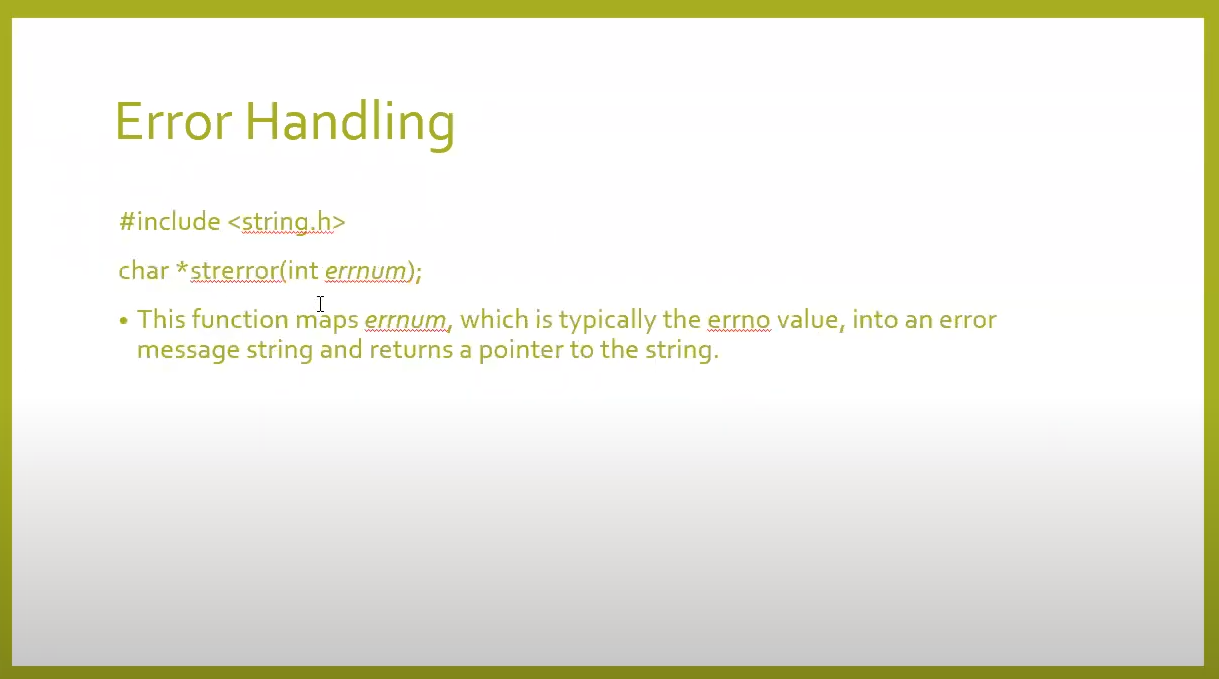 Error Handling
#include <string.h>
char *strerror(int errnum);
• This function maps errnum, which is typically the errno value, into an error
message string and returns a pointer to the string.